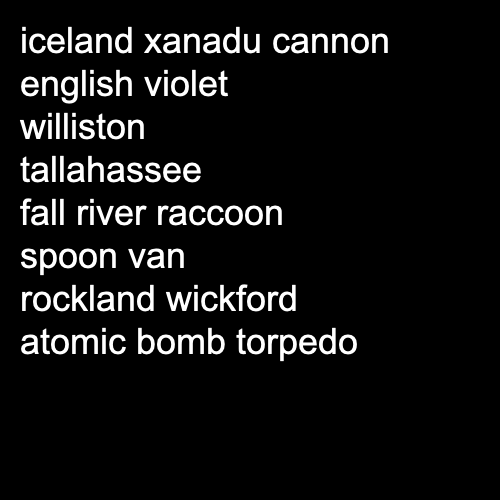 iceland xanadu cannon
english violet
williston
tallahassee
fall river raccoon
spoon van
rockland wickford
atomic bomb torpedo